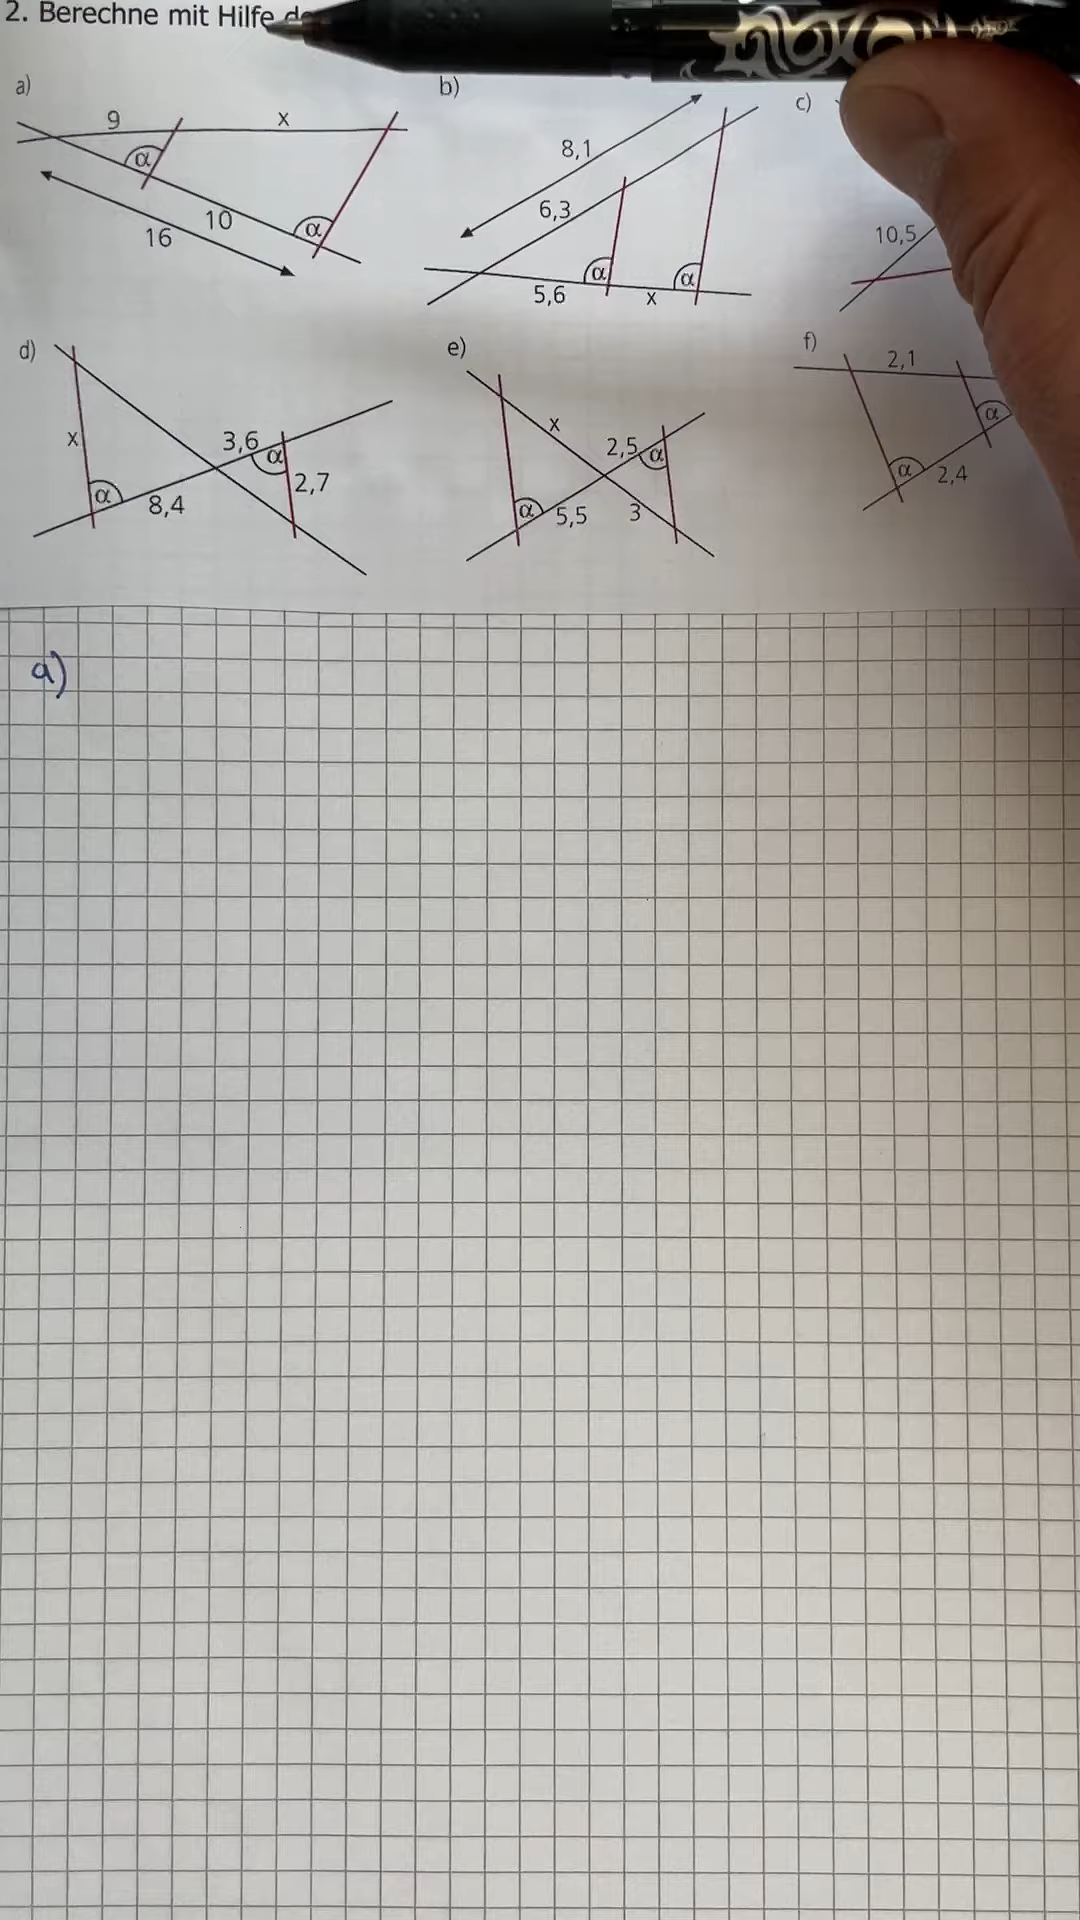 2. Berechne mit Hilfe
a)
9
x
α
10
α
16
b)
8,1
6,3
α
α
5,6
x
c)
10,5
d)
x
3,6
α
2,7
α
8,4
e)
x
2,5
α
α
5,5
3
f)
2,1
α
α
2,4
a)